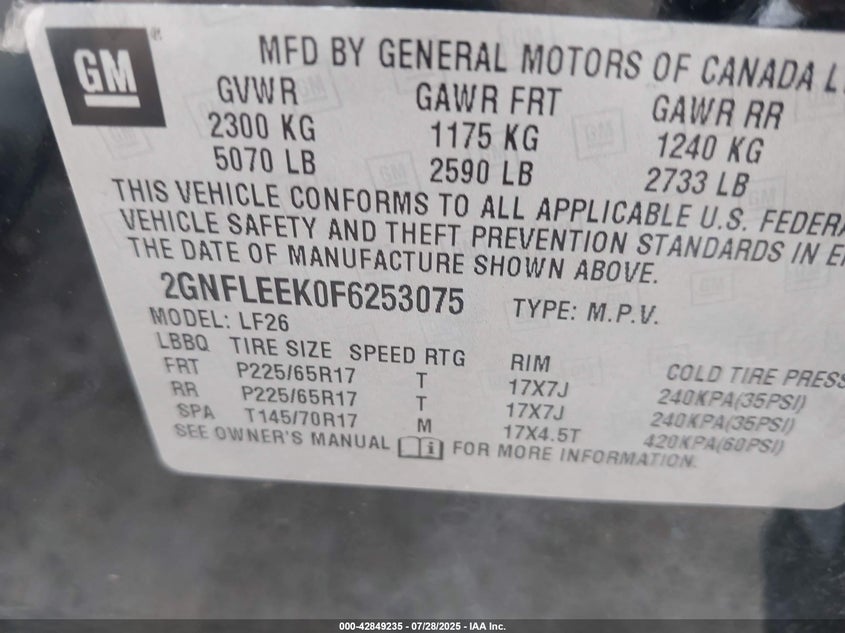 GM
MFD BY GENERAL MOTORS OF CANADA
GVWR GAWR FRT GAWR RR
2300 KG 1175 KG 1240 KG
5070 LB 2590 LB 2733 LB
THIS VEHICLE CONFORMS TO ALL APPLICABLE U.S. FEDERA
VEHICLE SAFETY AND THEFT PREVENTION STANDARDS IN E
THE DATE OF MANUFACTURE SHOWN ABOVE.
2GNFLEEK0F6253075 TYPE: M.P.V.
MODEL: LF26
LBBQ TIRE SIZE SPEED RTG RIM COLD TIRE PRESS
FRT P225/65R17 T 17X7J 240KPA(35PSI)
RR P225/65R17 T 17X7J 240KPA(35PSI)
SPA T145/70R17 M 17X4.5T 420KPA(60PSI)
SEE OWNER'S MANUAL FOR MORE INFORMATION.
000-42849235 - 07/28/2025 - IAA Inc.